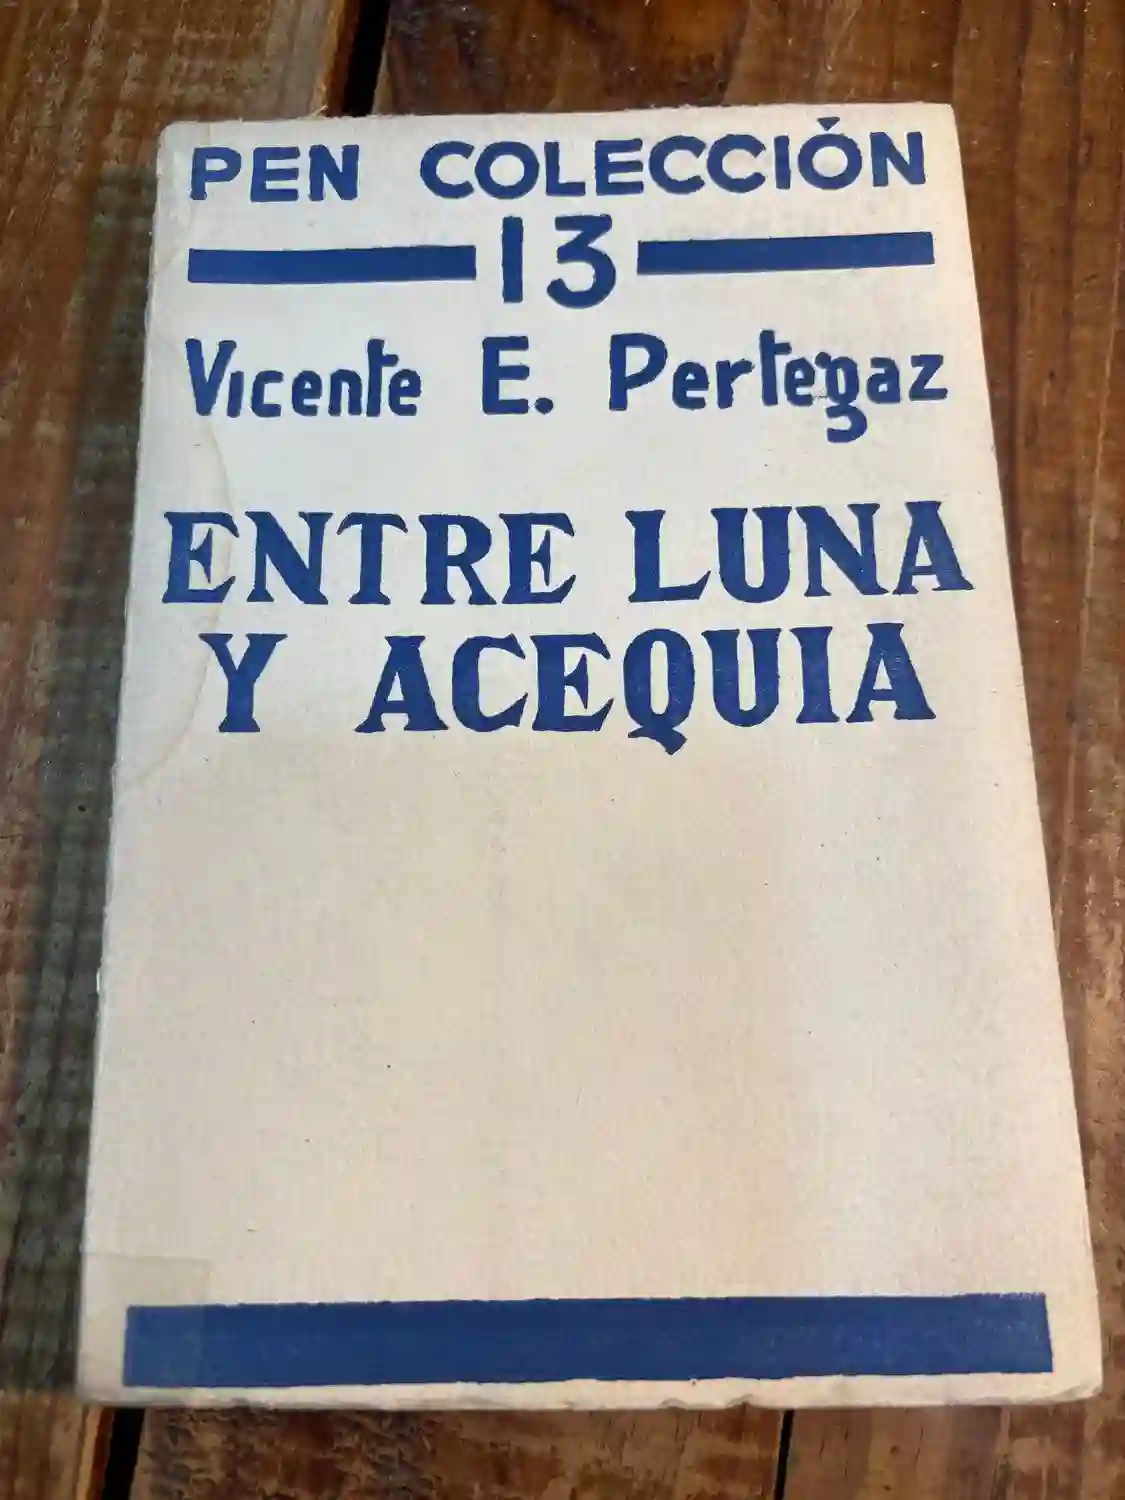 PEN COLECCIÓN
13
Vicente E. Pertegaz
ENTRE LUNA
Y ACEQUIA